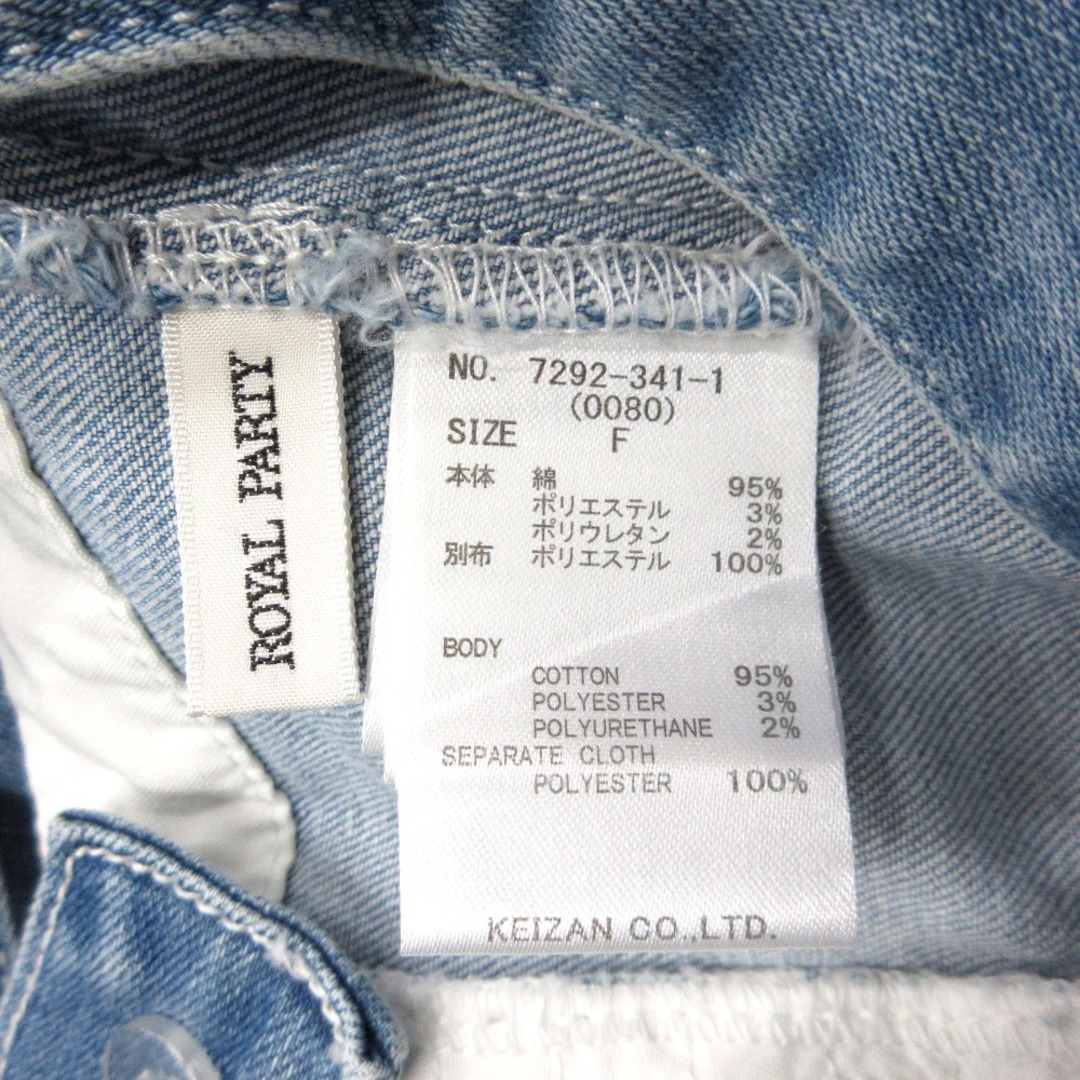 ROYAL PARTY
NO. 7292-341-1
(0080)
SIZE F
本体 綿 95%
ポリエステル 3%
ポリウレタン 2%
別布 ポリエステル 100%
BODY
COTTON 95%
POLYESTER 3%
POLYURETHANE 2%
SEPARATE CLOTH
POLYESTER 100%
KEIZAN CO.,LTD.